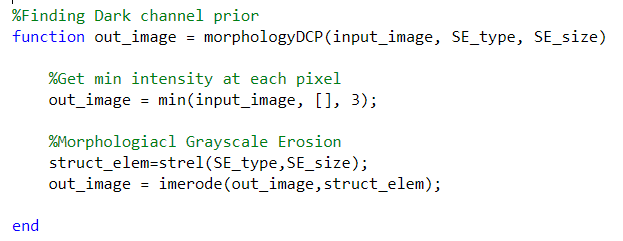 %Finding Dark channel prior
function out_image = morphologyDCP(input_image, SE_type, SE_size)
%Get min intensity at each pixel
out_image = min(input_image, [], 3);
%Morphologiacl Grayscale Erosion
struct_elem=strel(SE_type,SE_size);
out_image = imerode(out_image,struct_elem);
end